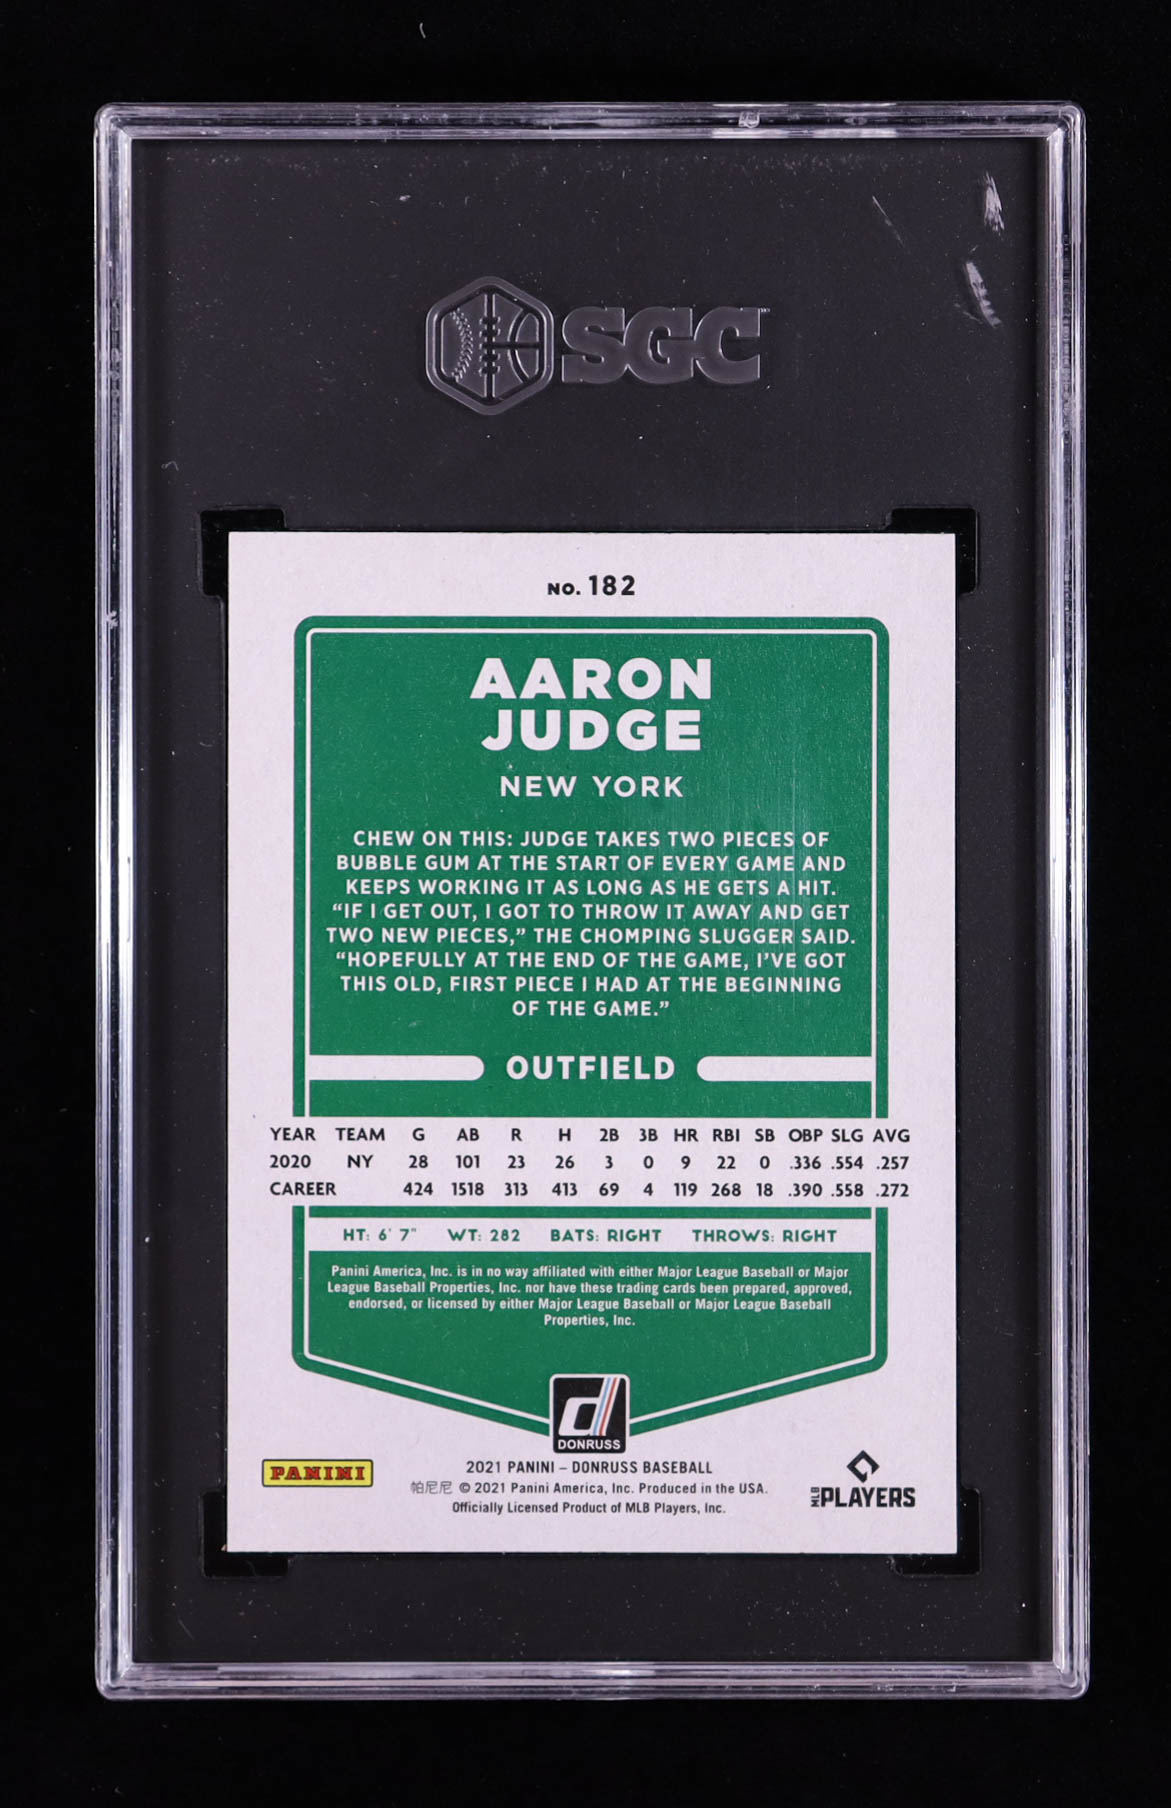 SGC
NO. 182
AARON
JUDGE
NEW YORK
CHEW ON THIS: JUDGE TAKES TWO PIECES OF
BUBBLE GUM AT THE START OF EVERY GAME AND
KEEPS WORKING IT AS LONG AS HE GETS A HIT.
“IF I GET OUT, I GOT TO THROW IT AWAY AND GET
TWO NEW PIECES,” THE CHOMPING SLUGGER SAID.
“HOPEFULLY AT THE END OF THE GAME, I’VE GOT
THIS OLD, FIRST PIECE I HAD AT THE BEGINNING
OF THE GAME.”
OUTFIELD
YEAR TEAM G AB R H 2B 3B HR RBI SB OBP SLG AVG
2020 NY 28 101 23 26 3 0 9 22 0 .336 .554 .257
CAREER 424 1518 313 413 69 4 119 268 18 .390 .558 .272
HT: 6' 7" WT: 282 BATS: RIGHT THROWS: RIGHT
Panini America, Inc. is in no way affiliated with either Major League Baseball or Major
League Baseball Properties, Inc. nor have these trading cards been prepared, approved,
endorsed, or licensed by either Major League Baseball or Major League Baseball
Properties, Inc.
d
DONRUSS
PANINI
2021 PANINI – DONRUSS BASEBALL
帕尼尼 © 2021 Panini America, Inc. Produced in the USA.
Officially Licensed Product of MLB Players, Inc.
MLB PLAYERS